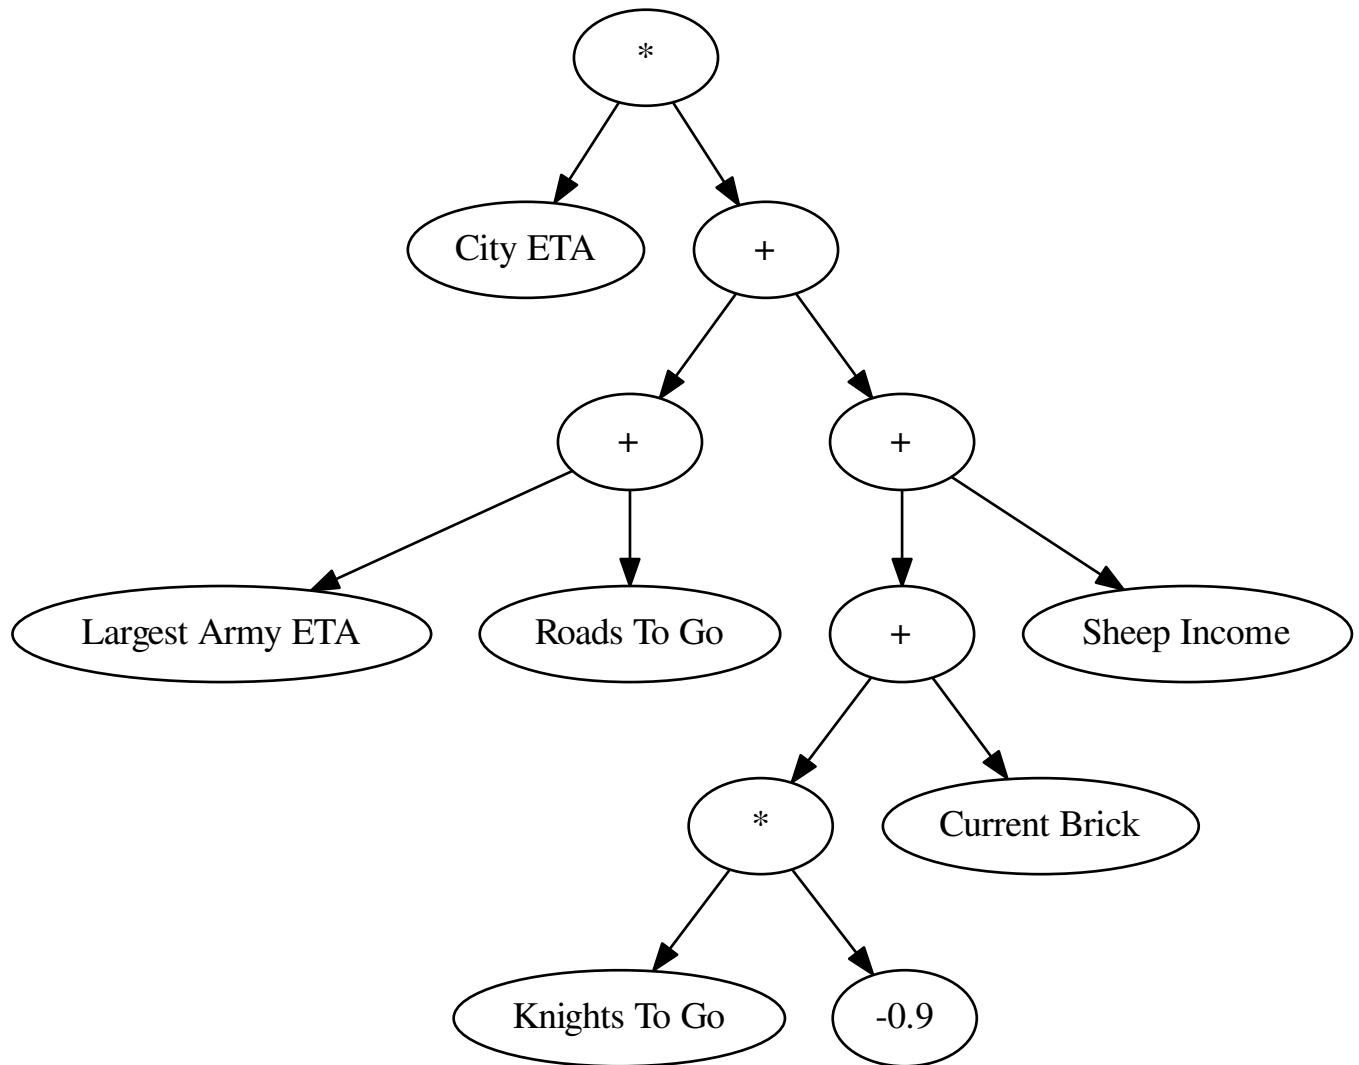 *
City ETA
+
+
+
Largest Army ETA
Roads To Go
+
Sheep Income
*
Current Brick
Knights To Go
-0.9